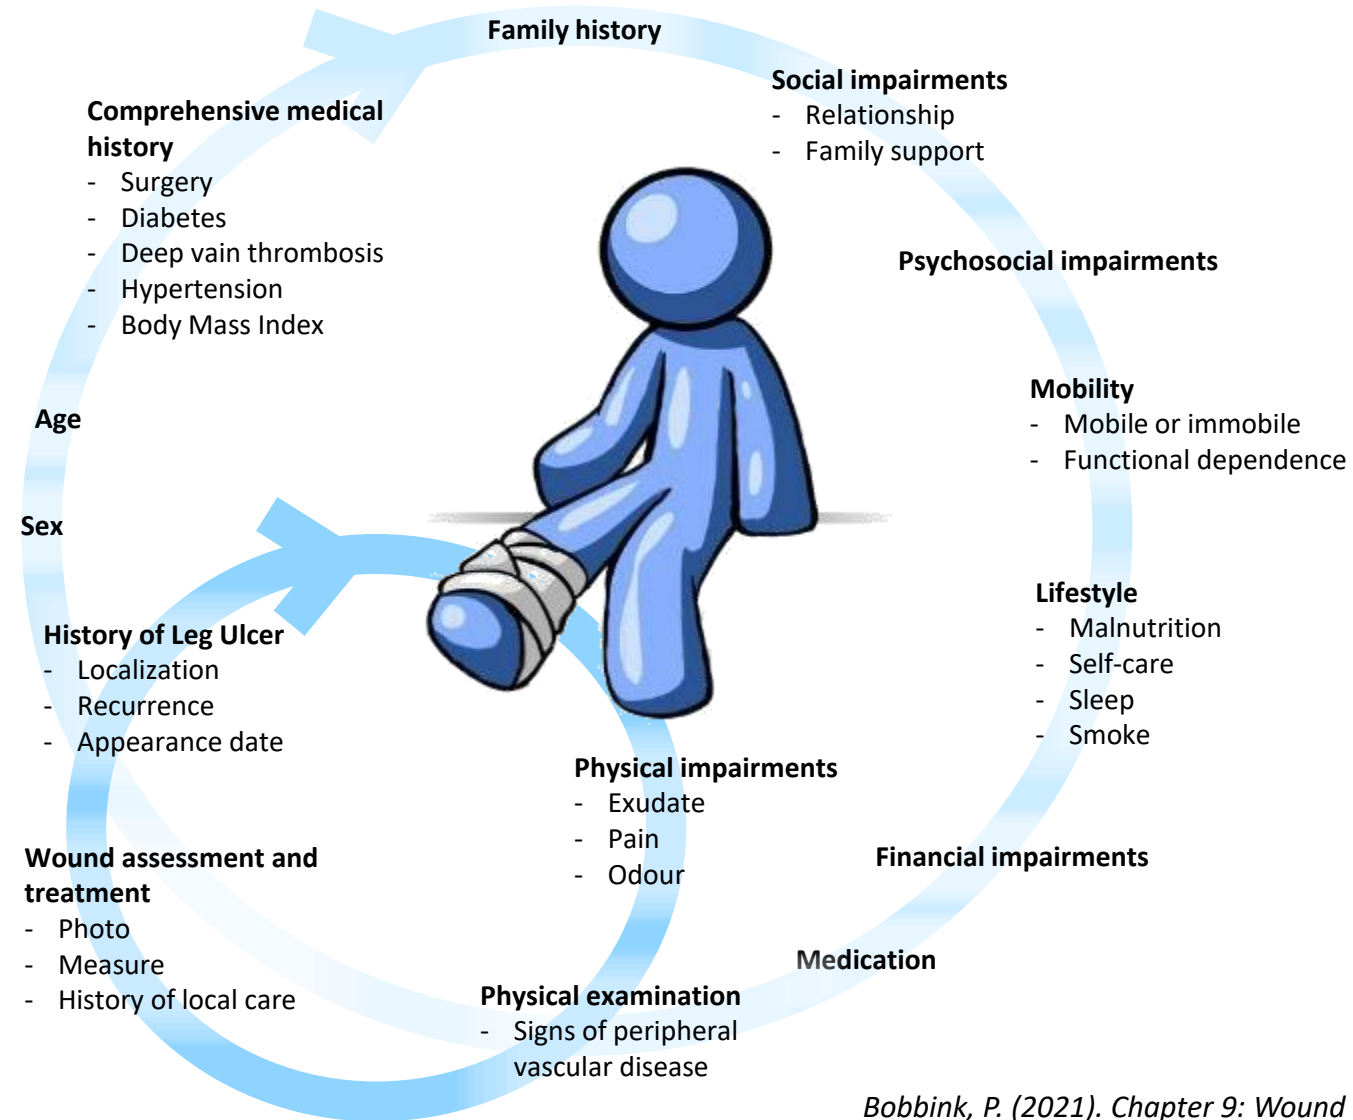 Family history
Social impairments
- Relationship
- Family support
Comprehensive medical
history
- Surgery
- Diabetes
- Deep vain thrombosis
- Hypertension
- Body Mass Index
Psychosocial impairments
Age
Mobility
- Mobile or immobile
- Functional dependence
Sex
Lifestyle
- Malnutrition
- Self-care
- Sleep
- Smoke
History of Leg Ulcer
- Localization
- Recurrence
- Appearance date
Physical impairments
- Exudate
- Pain
- Odour
Wound assessment and
treatment
- Photo
- Measure
- History of local care
Financial impairments
Medication
Physical examination
- Signs of peripheral
vascular disease
Bobbink, P. (2021). Chapter 9: Wound